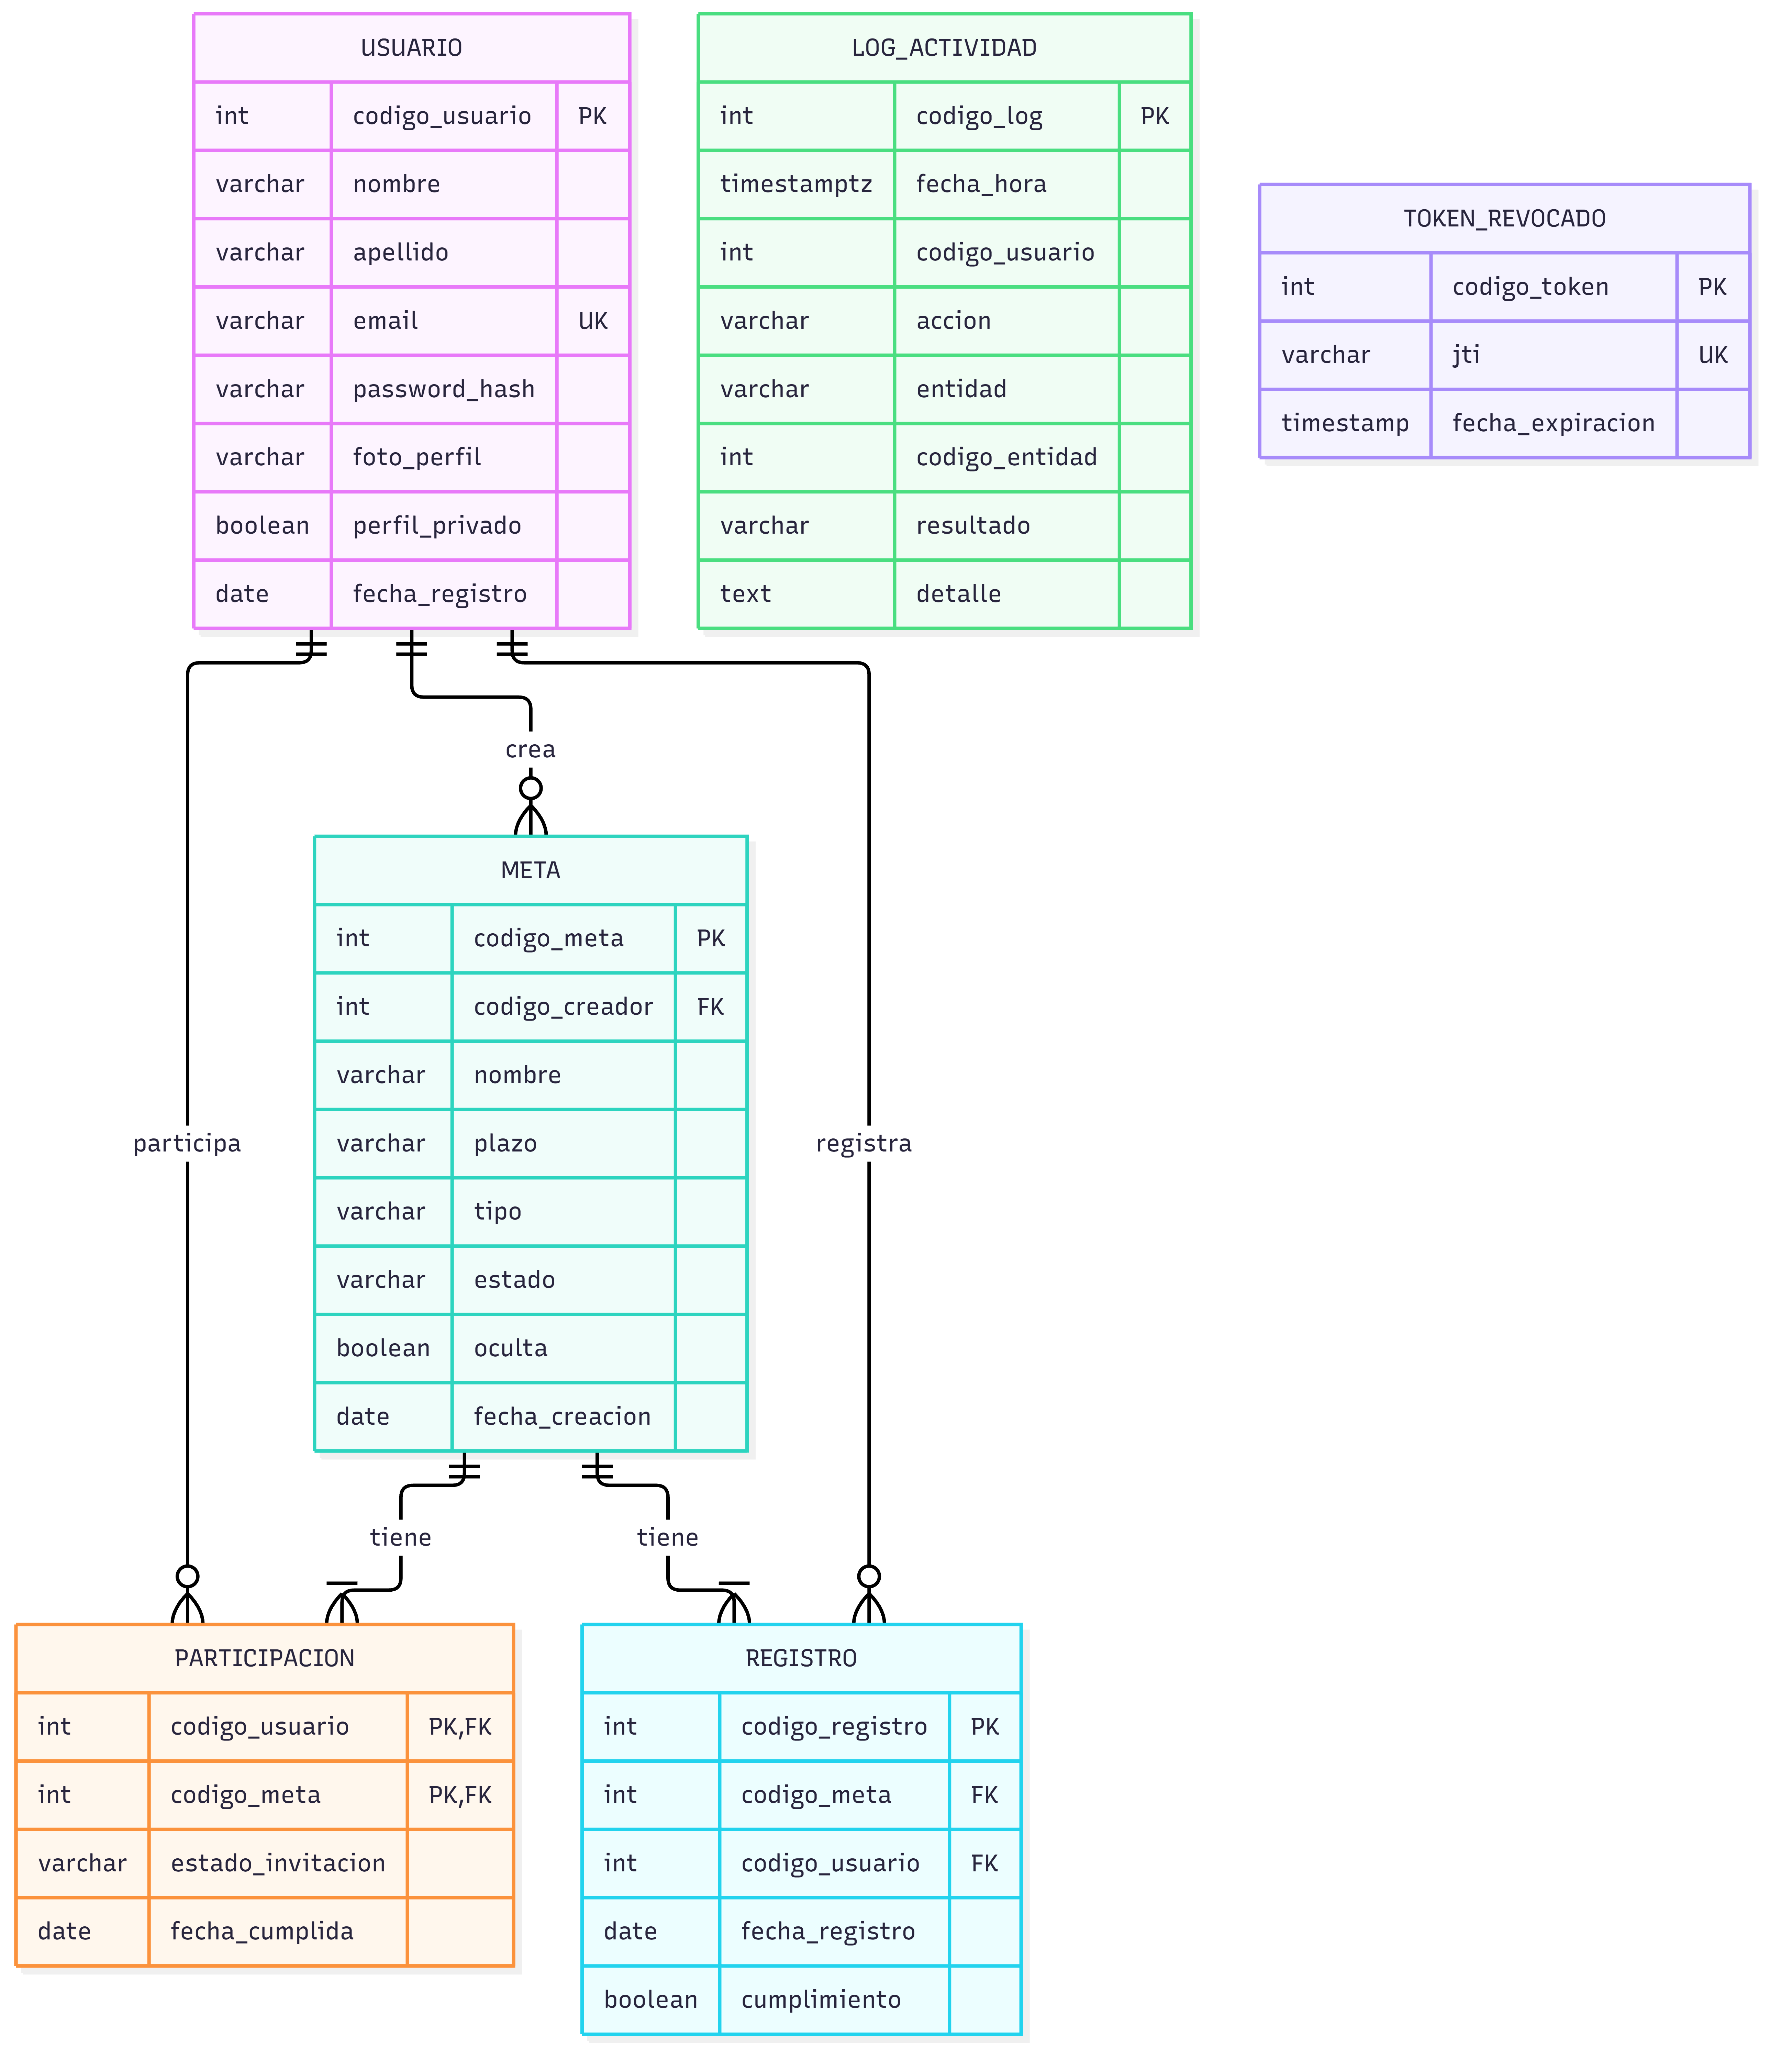 USUARIO
int codigo_usuario PK
varchar nombre
varchar apellido
varchar email UK
varchar password_hash
varchar foto_perfil
boolean perfil_privado
date fecha_registro
LOG_ACTIVIDAD
int codigo_log PK
timestamptz fecha_hora
int codigo_usuario
varchar accion
varchar entidad
int codigo_entidad
varchar resultado
text detalle
TOKEN_REVOCADO
int codigo_token PK
varchar jti UK
timestamp fecha_expiracion
crea
META
int codigo_meta PK
int codigo_creador FK
varchar nombre
varchar plazo
varchar tipo
varchar estado
boolean oculta
date fecha_creacion
participa
registra
tiene
tiene
PARTICIPACION
int codigo_usuario PK,FK
int codigo_meta PK,FK
varchar estado_invitacion
date fecha_cumplida
REGISTRO
int codigo_registro PK
int codigo_meta FK
int codigo_usuario FK
date fecha_registro
boolean cumplimiento